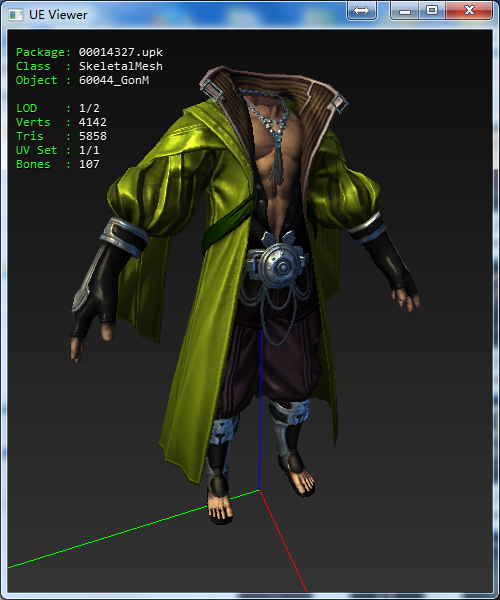 UE Viewer
Package: 00014327.upk
Class : SkeletalMesh
Object : 60044_GonM
LOD : 1/2
Verts : 4142
Tris : 5858
UV Set : 1/1
Bones : 107